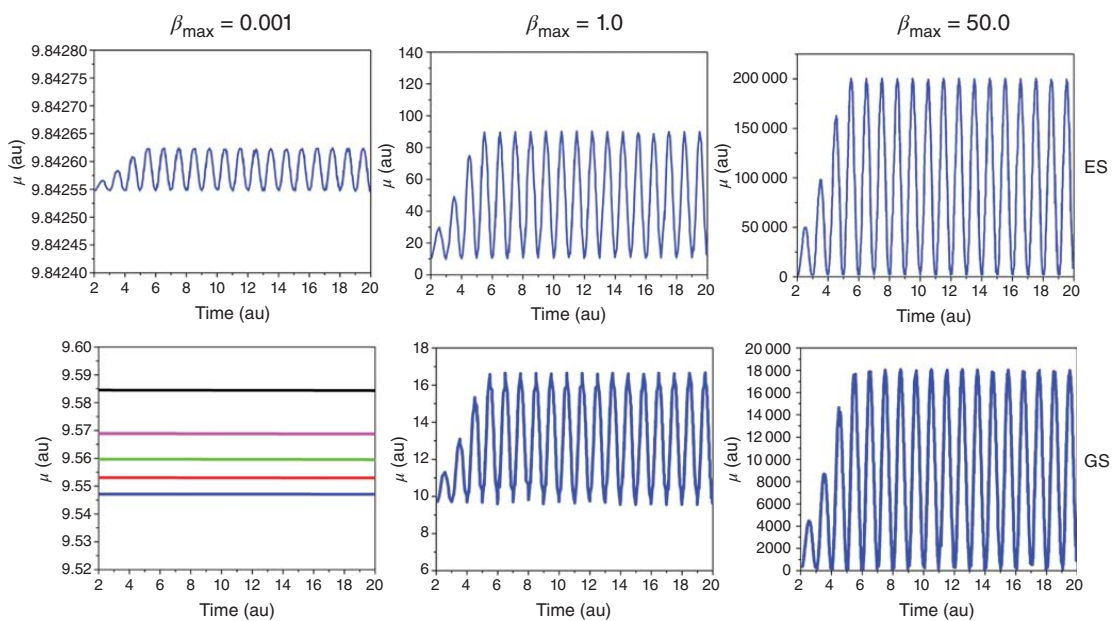 βmax = 0.001
βmax = 1.0
βmax = 50.0
9.84280
9.84275
9.84270
9.84265
9.84260
9.84255
9.84250
9.84245
9.84240
μ (au)
2 4 6 8 10 12 14 16 18 20
Time (au)
140
120
100
80
60
40
20
0
μ (au)
2 4 6 8 10 12 14 16 18 20
Time (au)
200 000
150 000
100 000
50 000
0
μ (au)
2 4 6 8 10 12 14 16 18 20
Time (au)
ES
9.60
9.59
9.58
9.57
9.56
9.55
9.54
9.53
9.52
μ (au)
2 4 6 8 10 12 14 16 18 20
Time (au)
18
16
14
12
10
8
6
μ (au)
2 4 6 8 10 12 14 16 18 20
Time (au)
20 000
18 000
16 000
14 000
12 000
10 000
8000
6000
4000
2000
0
μ (au)
2 4 6 8 10 12 14 16 18 20
Time (au)
GS